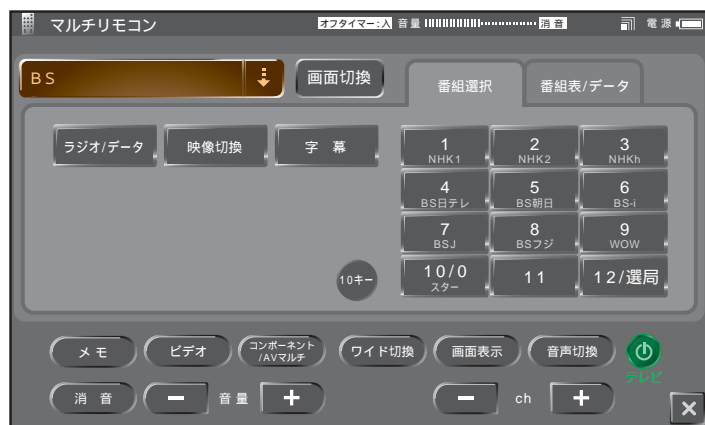 マルチリモコン オフタイマー:入 音量 消音 電源
BS 画面切換 番組選択 番組表/データ
ラジオ/データ 映像切換 字幕
1 2 3
NHK1 NHK2 NHKh
4 5 6
BS日テレ BS朝日 BS-i
7 8 9
BSJ BSフジ WOW
10キー 10/0 11 12/選局
スター
メモ ビデオ コンポーネント/AVマルチ ワイド切換 画面表示 音声切換
テレビ
消音 － 音量 ＋ － ch ＋ ×